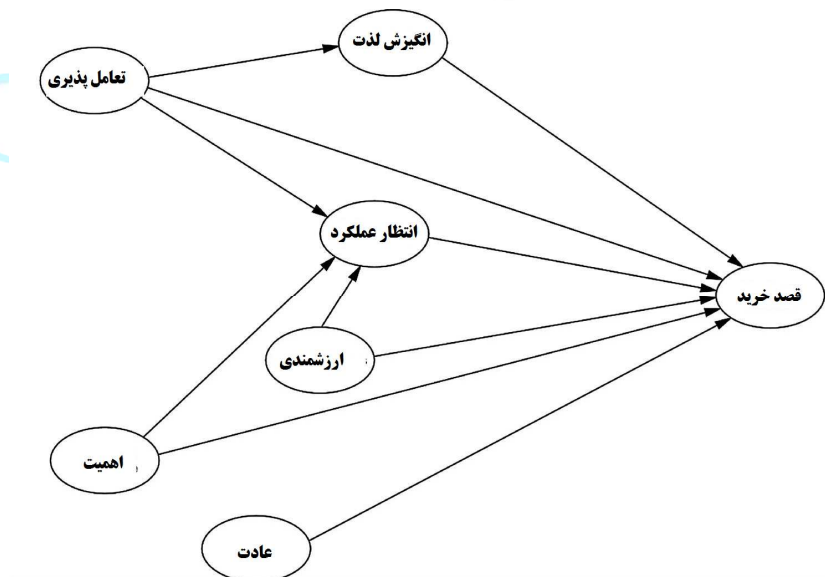 انگیزش لذت
تعامل پذیری
انتظار عملکرد
قصد خرید
ارزشمندی
اهمیت
عادت